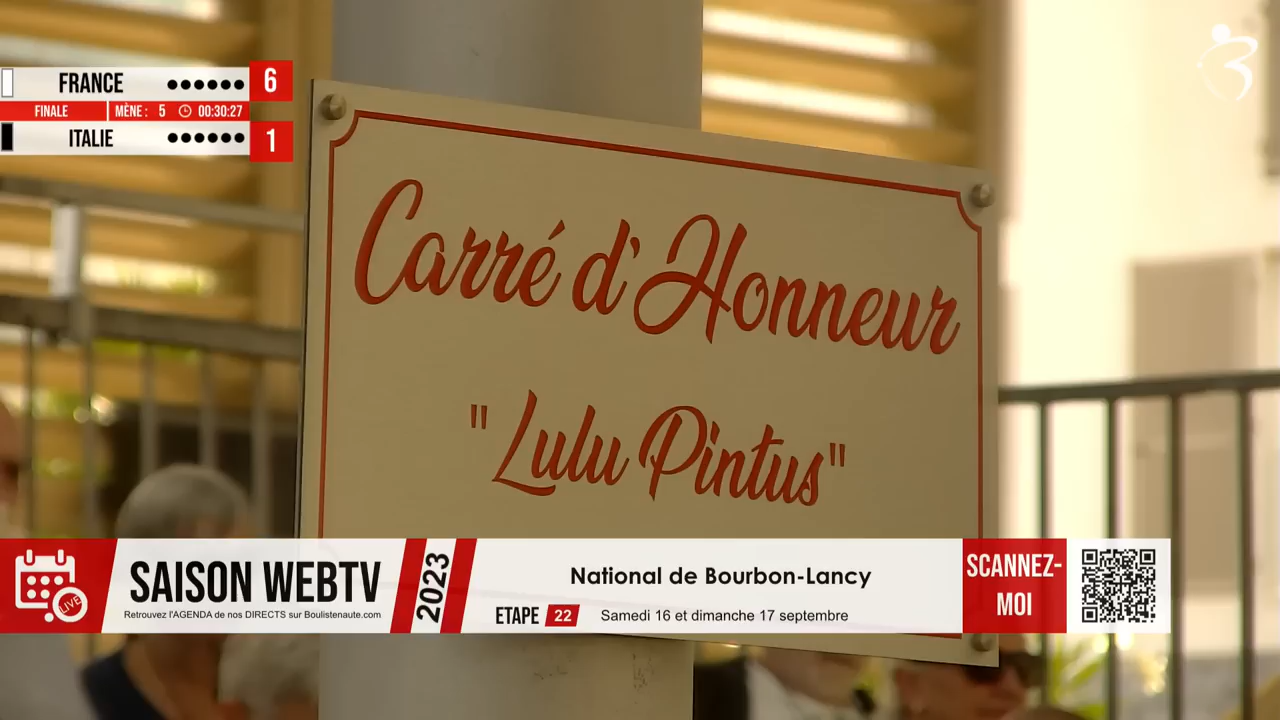 FRANCE 6
FINALE MÈNE : 5 00:30:27
ITALIE 1
Carré d'Honneur
"Lulu Pintus"
LIVE
SAISON WEBTV
Retrouvez l'AGENDA de nos DIRECTS sur Boulistenaute.com
2023
National de Bourbon-Lancy
ETAPE 22 Samedi 16 et dimanche 17 septembre
SCANNEZ-
MOI